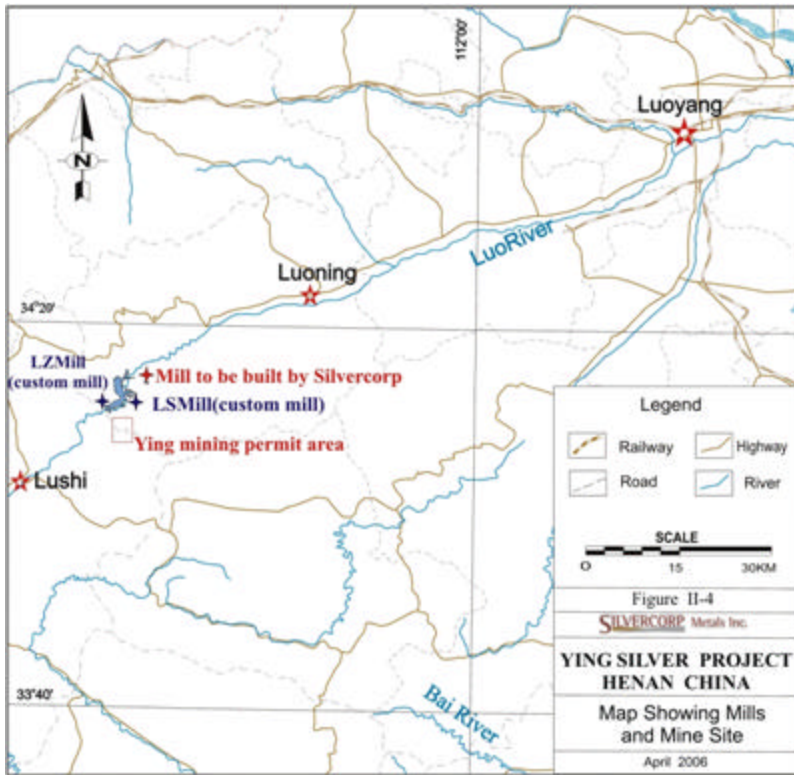 112°00'
Y
Luoyang
N
LuoRiver
Luoning
34°20'
LZMill
(custom mill)
Mill to be built by Silvercorp
LSMill(custom mill)
Ying mining permit area
Lushi
Legend
Railway
Highway
Road
River
SCALE
0 15 30KM
Figure II-4
SILVERCORP Metals Inc.
33°40'
Bai River
YING SILVER PROJECT
HENAN CHINA
Map Showing Mills
and Mine Site
April 2006